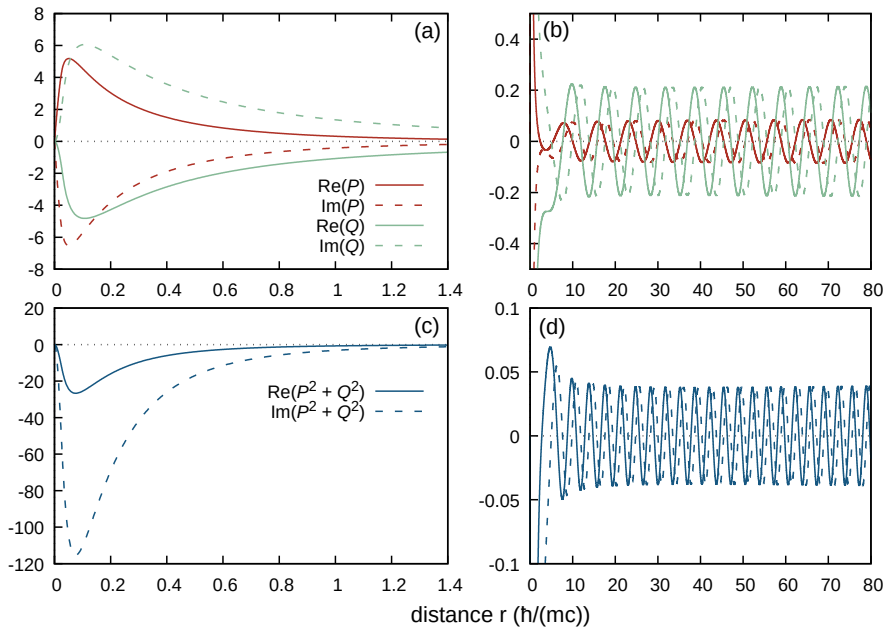 (a)
8
6
4
2
0
-2
-4
-6
-8
Re(P)
Im(P)
Re(Q)
Im(Q)
0 0.2 0.4 0.6 0.8 1 1.2 1.4
(b)
0.4
0.2
0
-0.2
-0.4
0 10 20 30 40 50 60 70 80
(c)
20
0
-20
-40
-60
-80
-100
-120
Re(P² + Q²)
Im(P² + Q²)
0 0.2 0.4 0.6 0.8 1 1.2 1.4
(d)
0.1
0.05
0
-0.05
-0.1
0 10 20 30 40 50 60 70 80
distance r (ħ/(mc))